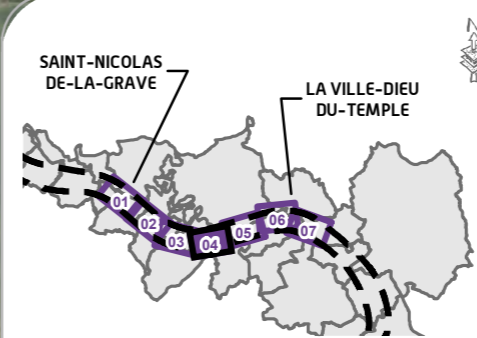 SAINT-NICOLAS
DE-LA-GRAVE
LA VILLE-DIEU
DU-TEMPLE
01
02
03
04
05
06
07